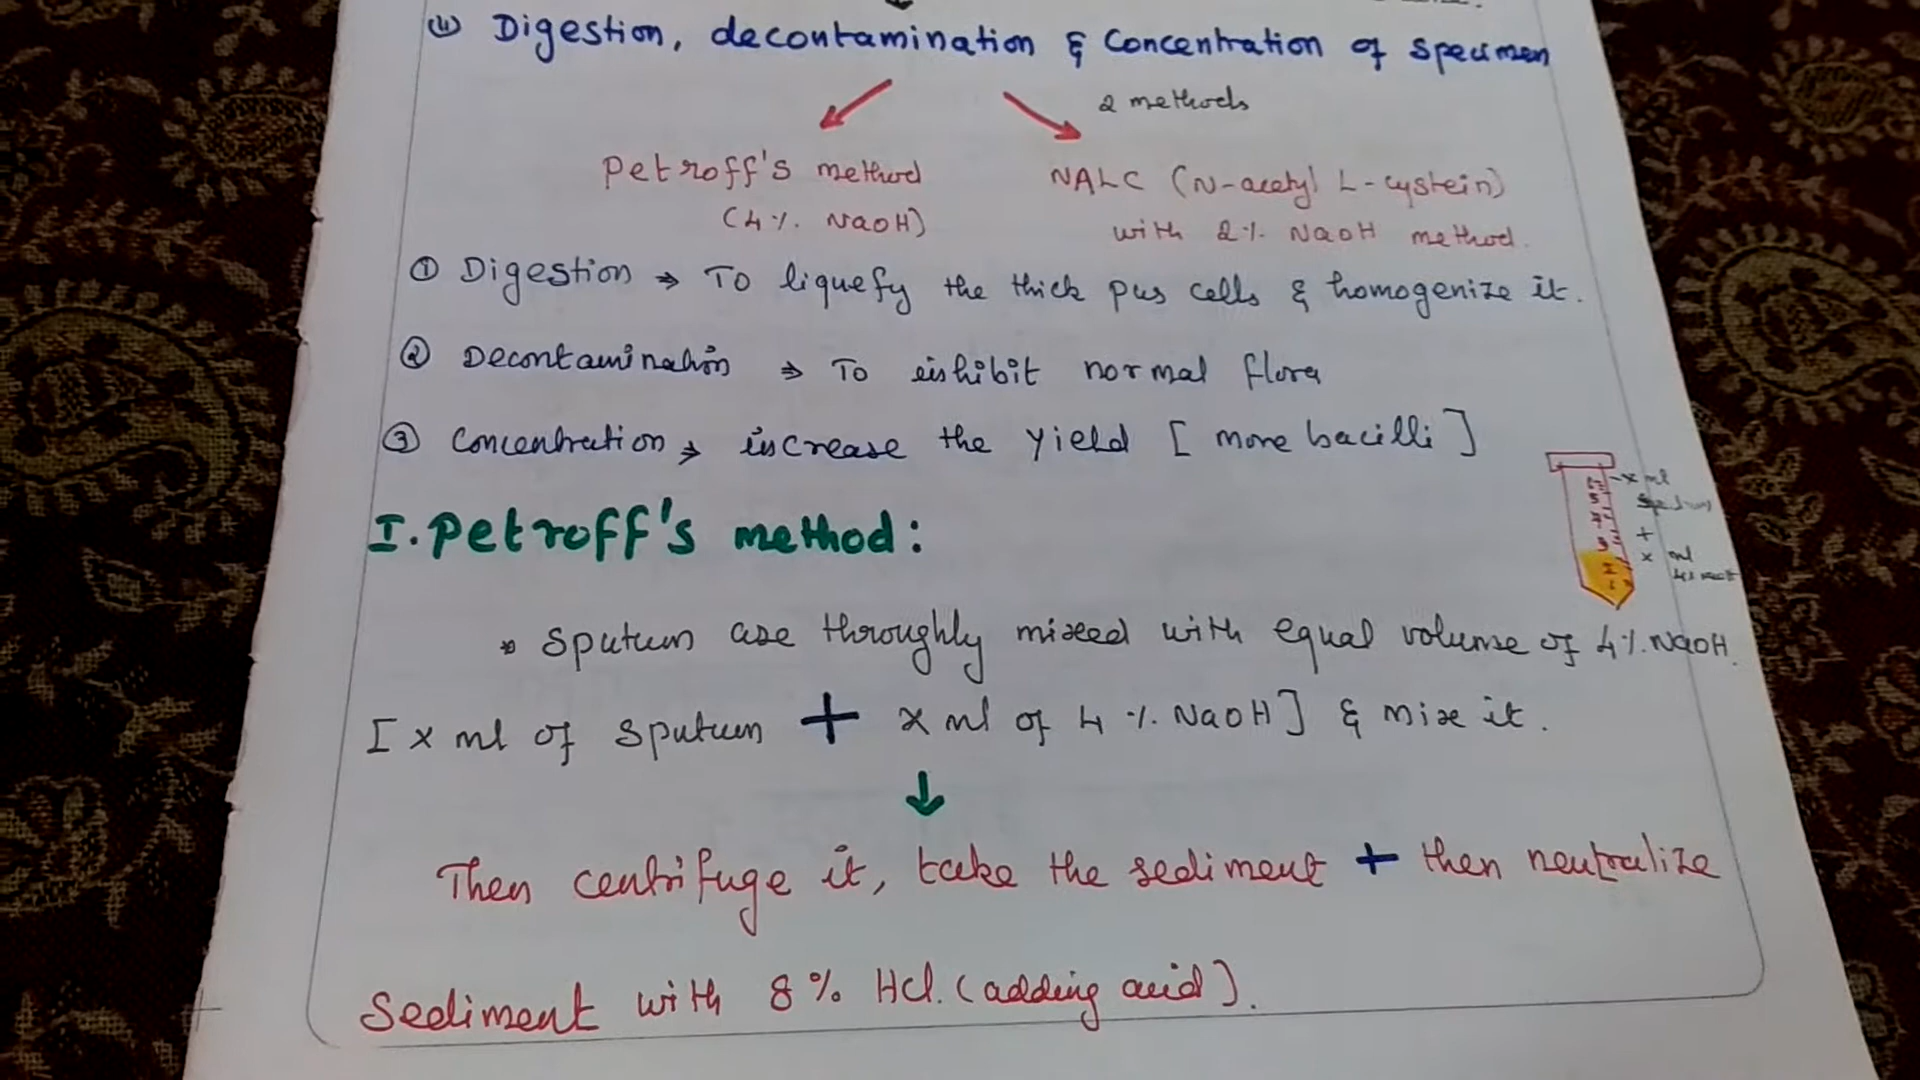 (4) Digestion, decontamination & Concentration of specimen
2 methods
Petroff's method
(4% NaOH)
NALC (N-acetyl L-cystein)
with 2% NaOH method.
① Digestion → TO liquefy the thick pus cells & homogenize it.
② Decontamination → TO inhibit normal flora
③ Concentration → increase the yield [more bacilli]
x ml
+
x ml
I. Petroff's method:
* Sputum are throughly mixed with equal volume of 4% NaOH.
[x ml of sputum + x ml of 4% NaOH] & mix it.
↓
Then centrifuge it, take the sediment + then neutralize
Sediment with 8% Hcl. (adding acid).